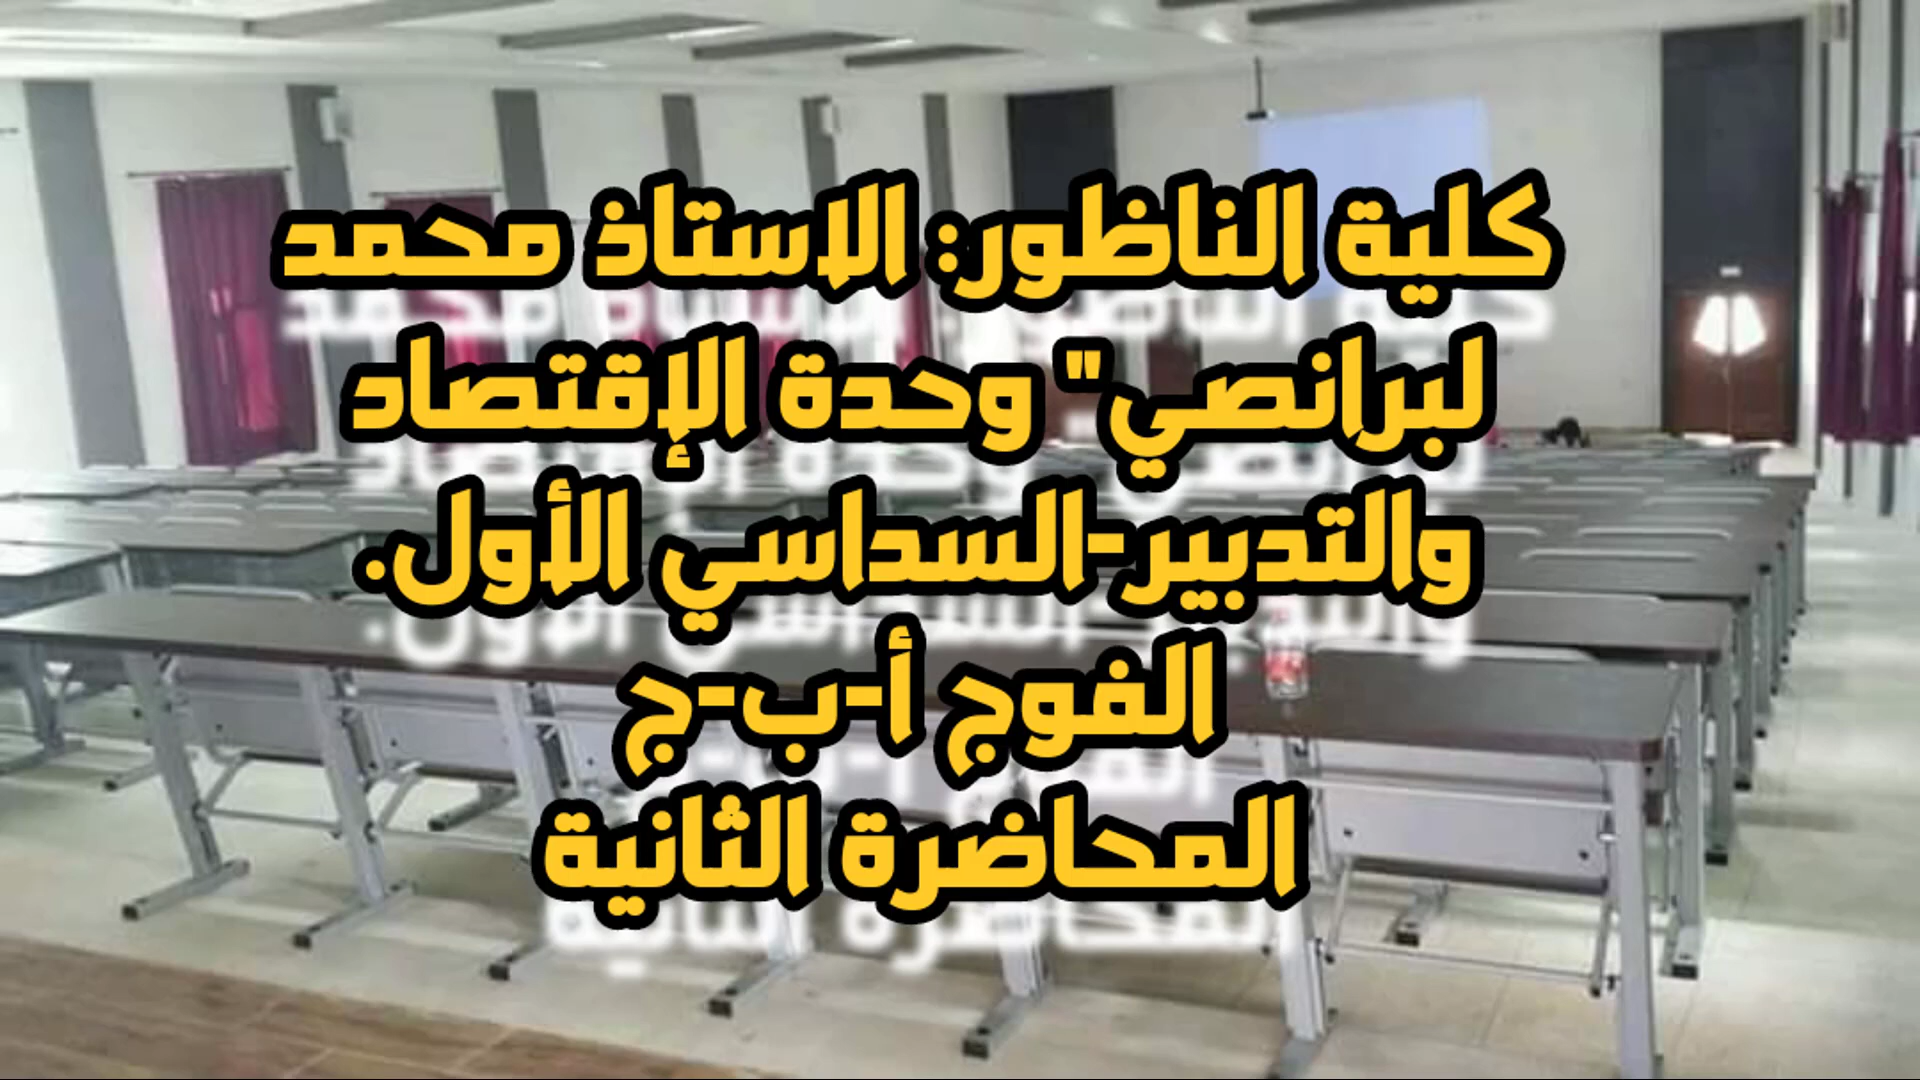 كلية الناظور: الاستاذ محمد
لبرانصي" وحدة الإقتصاد
والتدبير-السداسي الأول.
الفوج أ-ب-ج
المحاضرة الثانية